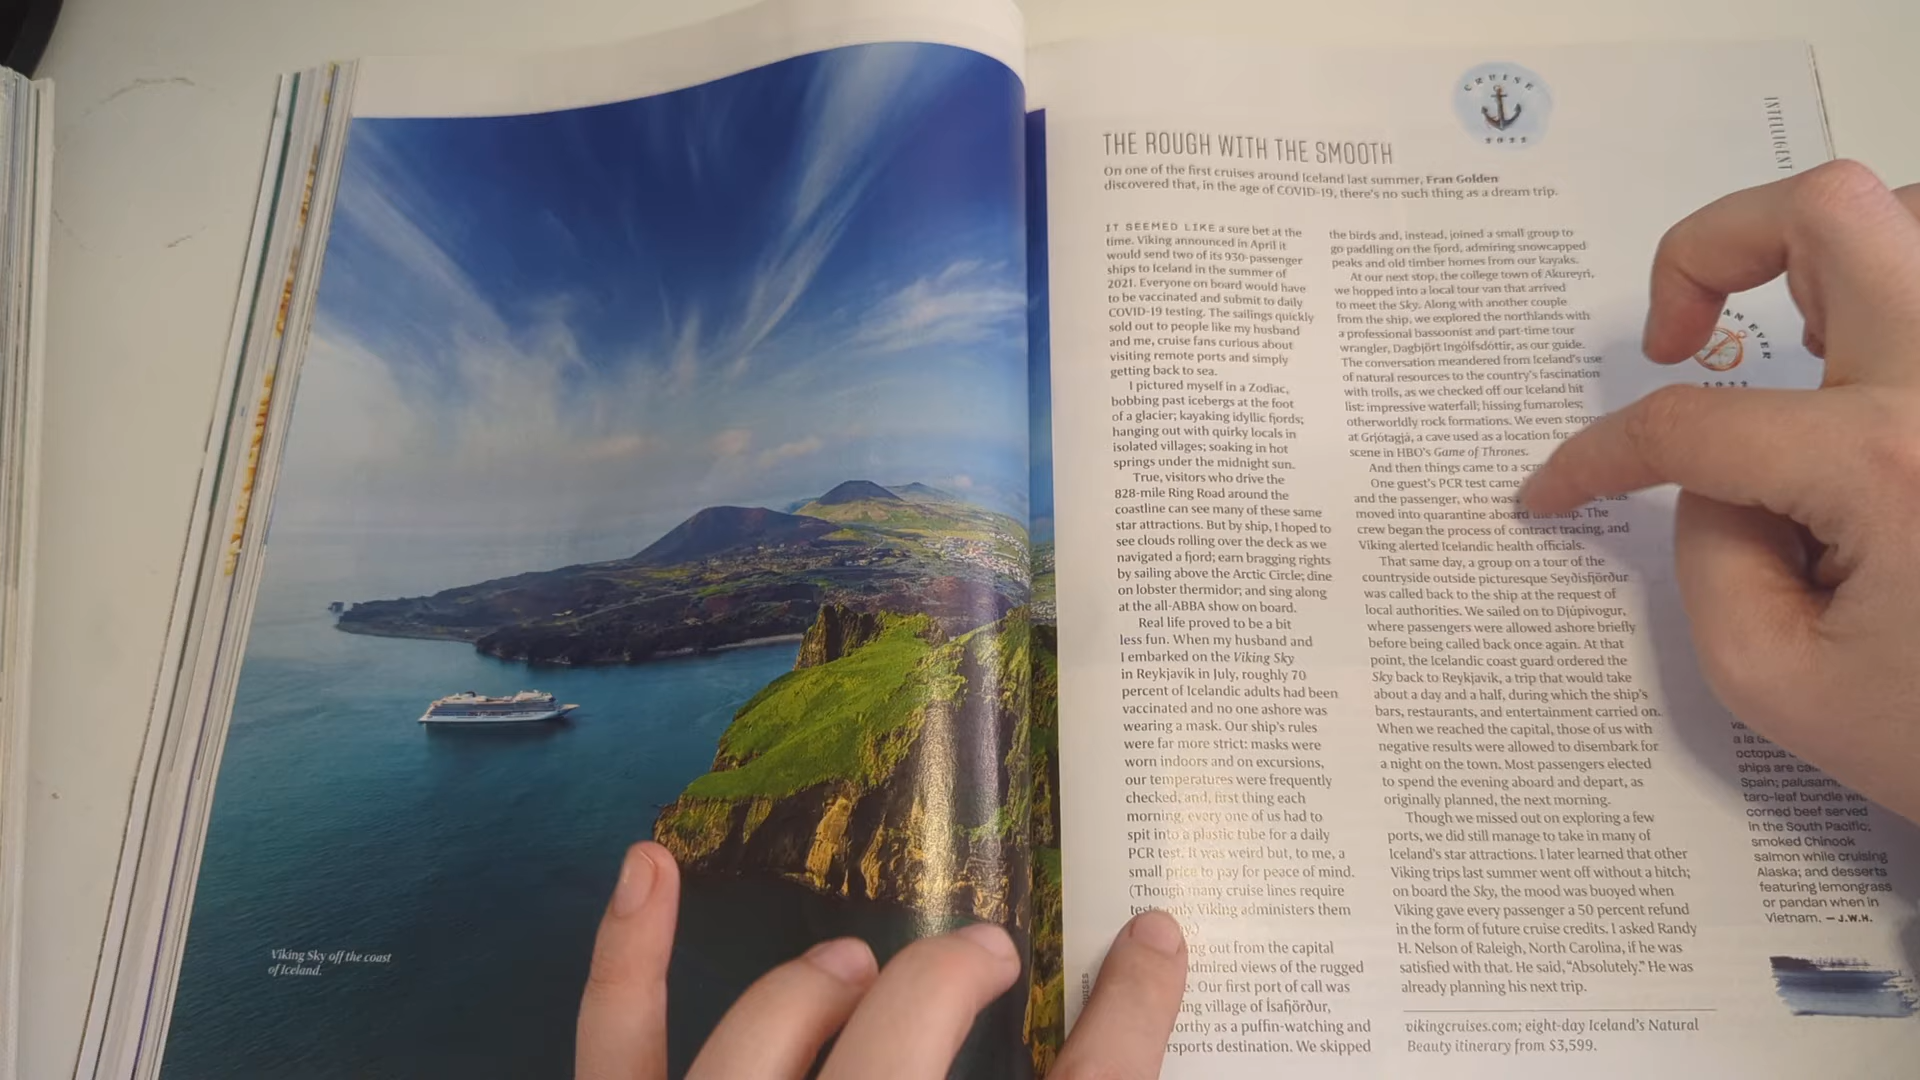 CRUISE
2022
INTELLIGENT
THE ROUGH WITH THE SMOOTH
On one of the first cruises around Iceland last summer, Fran Golden
discovered that, in the age of COVID-19, there's no such thing as a dream trip.
IT SEEMED LIKE a sure bet at the
time. Viking announced in April it
would send two of its 930-passenger
ships to Iceland in the summer of
2021. Everyone on board would have
to be vaccinated and submit to daily
COVID-19 testing. The sailings quickly
sold out to people like my husband
and me, cruise fans curious about
visiting remote ports and simply
getting back to sea.
I pictured myself in a Zodiac,
bobbing past icebergs at the foot
of a glacier; kayaking idyllic fjords;
hanging out with quirky locals in
isolated villages; soaking in hot
springs under the midnight sun.
True, visitors who drive the
828-mile Ring Road around the
coastline can see many of these same
star attractions. But by ship, I hoped to
see clouds rolling over the deck as we
navigated a fjord; earn bragging rights
by sailing above the Arctic Circle; dine
on lobster thermidor; and sing along
at the all-ABBA show on board.
Real life proved to be a bit
less fun. When my husband and
I embarked on the Viking Sky
in Reykjavík in July, roughly 70
percent of Icelandic adults had been
vaccinated and no one ashore was
wearing a mask. Our ship's rules
were far more strict: masks were
worn indoors and on excursions,
our temperatures were frequently
checked, and, first thing each
morning, every one of us had to
spit into a plastic tube for a daily
PCR test. It was weird but, to me, a
small price to pay for peace of mind.
(Though many cruise lines require
only Viking administers them
out from the capital
admired views of the rugged
Our first port of call was
village of Ísafjörður,
as a puffin-watching and
destination. We skipped
the birds and, instead, joined a small group to
go paddling on the fjord, admiring snowcapped
peaks and old timber homes from our kayaks.
At our next stop, the college town of Akureyri,
we hopped into a local tour van that arrived
to meet the Sky. Along with another couple
from the ship, we explored the northlands with
a professional bassoonist and part-time tour
wrangler, Dagbjört Ingólfsdóttir, as our guide.
The conversation meandered from Iceland's use
of natural resources to the country's fascination
with trolls, as we checked off our Iceland hit
list: impressive waterfall; hissing fumaroles;
otherworldly rock formations. We even
at Grjótagjá, a cave used as a location for
scene in HBO's Game of Thrones.
And then things came to a
One guest's PCR test came
and the passenger, who was
moved into quarantine aboard the ship. The
crew began the process of contract tracing, and
Viking alerted Icelandic health officials.
That same day, a group on a tour of the
countryside outside picturesque Seyðisfjörður
was called back to the ship at the request of
local authorities. We sailed on to Djúpivogur,
where passengers were allowed ashore briefly
before being called back once again. At that
point, the Icelandic coast guard ordered the
Sky back to Reykjavík, a trip that would take
about a day and a half, during which the ship's
bars, restaurants, and entertainment carried on.
When we reached the capital, those of us with
negative results were allowed to disembark for
a night on the town. Most passengers elected
to spend the evening aboard and depart, as
originally planned, the next morning.
Though we missed out on exploring a few
ports, we did still manage to take in many of
Iceland's star attractions. I later learned that other
Viking trips last summer went off without a hitch;
on board the Sky, the mood was buoyed when
Viking gave every passenger a 50 percent refund
in the form of future cruise credits. I asked Randy
H. Nelson of Raleigh, North Carolina, if he was
satisfied with that. He said, "Absolutely." He was
already planning his next trip.
vikingcruises.com; eight-day Iceland's Natural
Beauty itinerary from $3,599.
EVER
a la
octopus
ships are
Spain;
taro-leaf bundle
corned beef served
in the South Pacific;
smoked Chinook
salmon while cruising
Alaska; and desserts
featuring lemongrass
or pandan when in
Vietnam. — J.W.H.
Viking Sky off the coast
of Iceland.